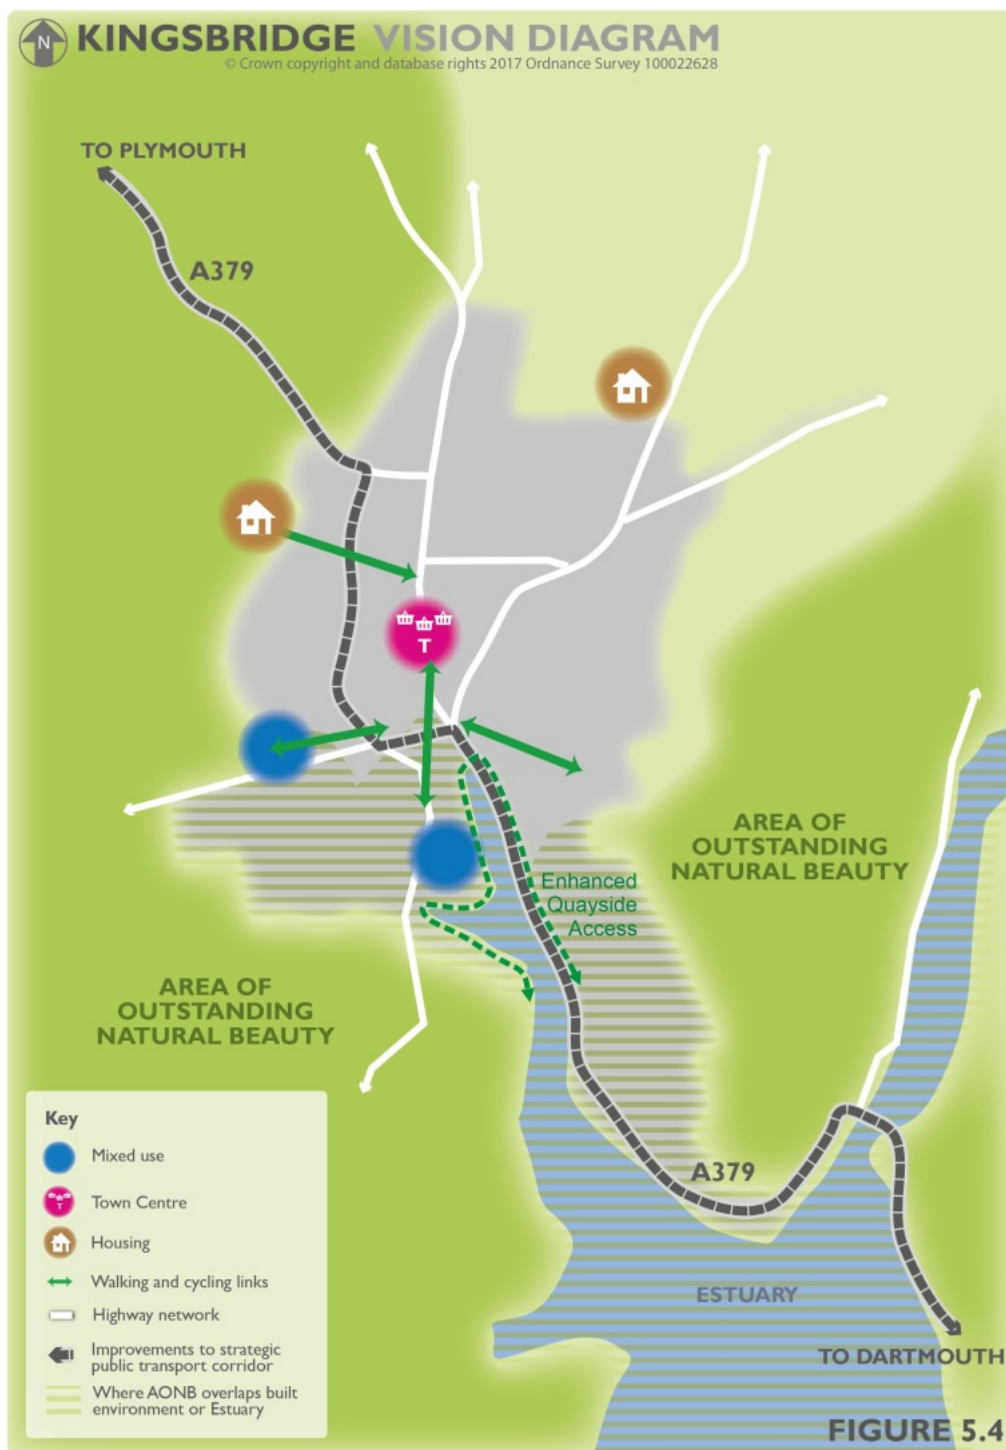 N
KINGSBRIDGE VISION DIAGRAM
© Crown copyright and database rights 2017 Ordnance Survey 100022628
TO PLYMOUTH
A379
T
Enhanced
Quayside
Access
AREA OF
OUTSTANDING
NATURAL BEAUTY
AREA OF
OUTSTANDING
NATURAL BEAUTY
A379
ESTUARY
TO DARTMOUTH
Key
Mixed use
T
Town Centre
Housing
Walking and cycling links
Highway network
Improvements to strategic
public transport corridor
Where AONB overlaps built
environment or Estuary
FIGURE 5.4